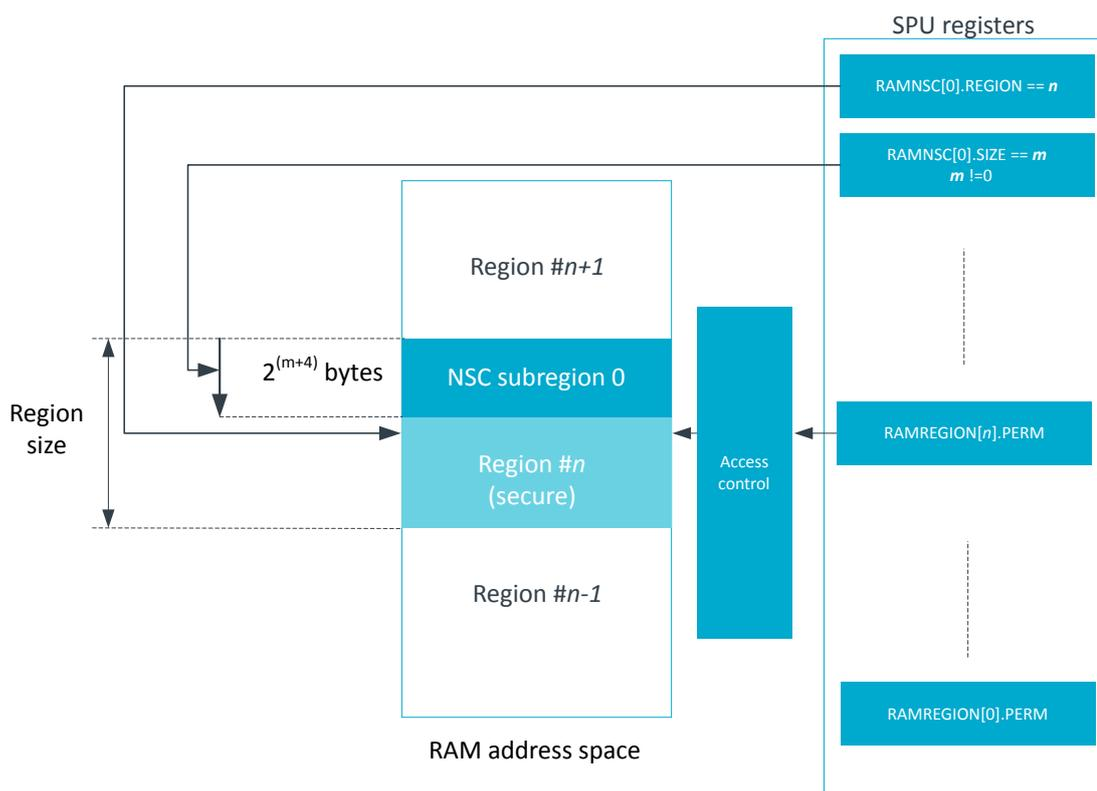 SPU registers
RAMNSC[0].REGION == n
RAMNSC[0].SIZE == m
m !=0
Region #n+1
2(m+4) bytes
NSC subregion 0
Region
size
RAMREGION[n].PERM
Region #n
(secure)
Access
control
Region #n-1
RAMREGION[0].PERM
RAM address space